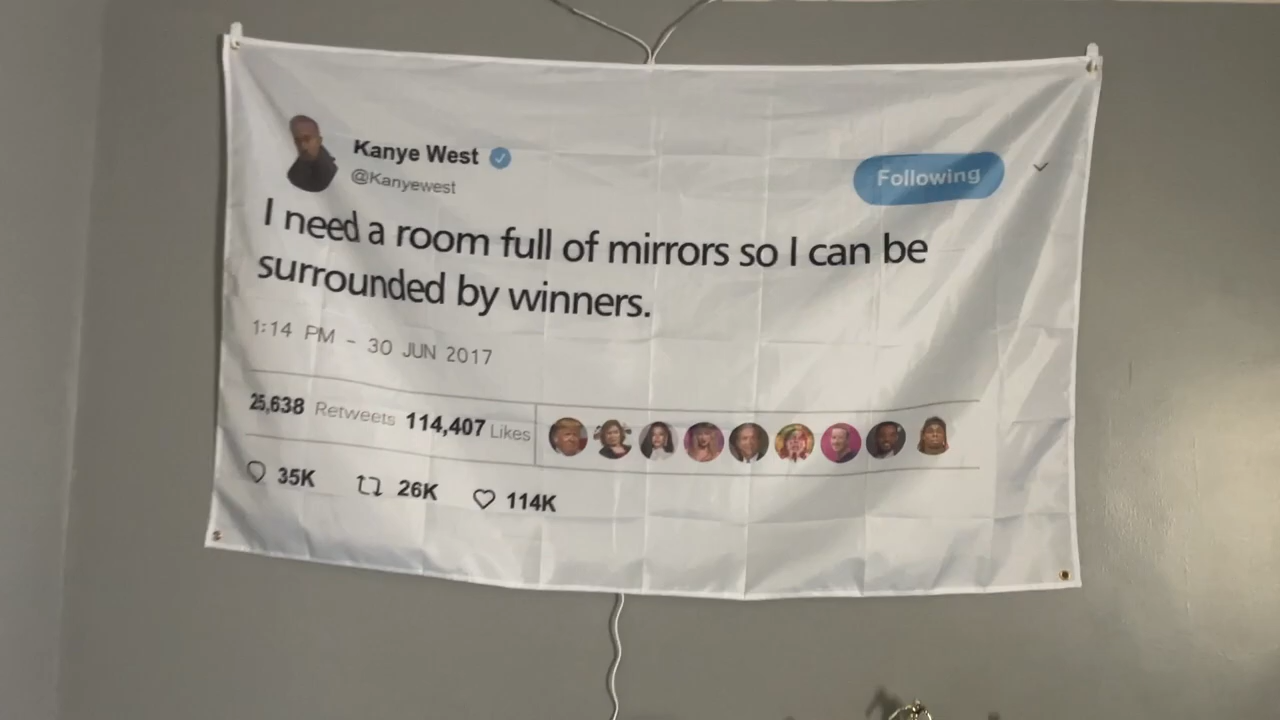 Kanye West
@Kanyewest
Following
I need a room full of mirrors so I can be
surrounded by winners.
1:14 PM - 30 JUN 2017
25,638 Retweets 114,407 Likes
35K 26K 114K